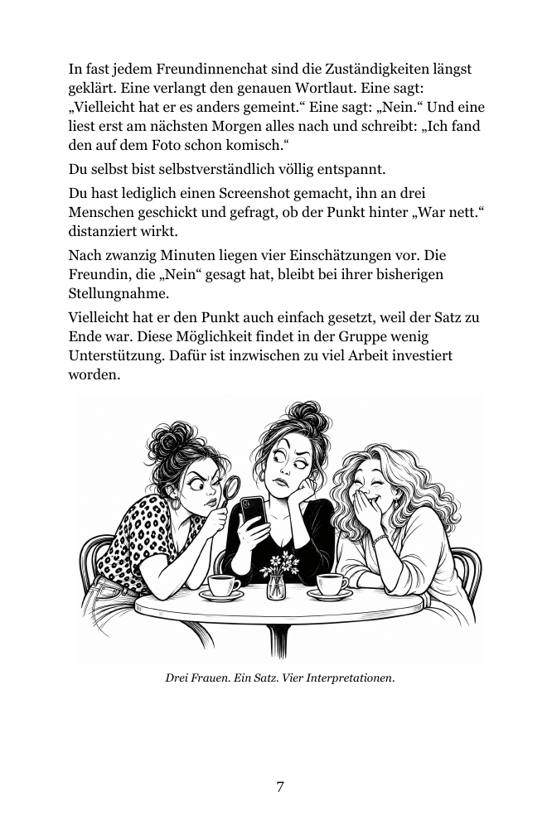 In fast jedem Freundinnenchat sind die Zuständigkeiten längst
geklärt. Eine verlangt den genauen Wortlaut. Eine sagt:
„Vielleicht hat er es anders gemeint.“ Eine sagt: „Nein.“ Und eine
liest erst am nächsten Morgen alles nach und schreibt: „Ich fand
den auf dem Foto schon komisch.“
Du selbst bist selbstverständlich völlig entspannt.
Du hast lediglich einen Screenshot gemacht, ihn an drei
Menschen geschickt und gefragt, ob der Punkt hinter „War nett.“
distanziert wirkt.
Nach zwanzig Minuten liegen vier Einschätzungen vor. Die
Freundin, die „Nein“ gesagt hat, bleibt bei ihrer bisherigen
Stellungnahme.
Vielleicht hat er den Punkt auch einfach gesetzt, weil der Satz zu
Ende war. Diese Möglichkeit findet in der Gruppe wenig
Unterstützung. Dafür ist inzwischen zu viel Arbeit investiert
worden.
Drei Frauen. Ein Satz. Vier Interpretationen.
7